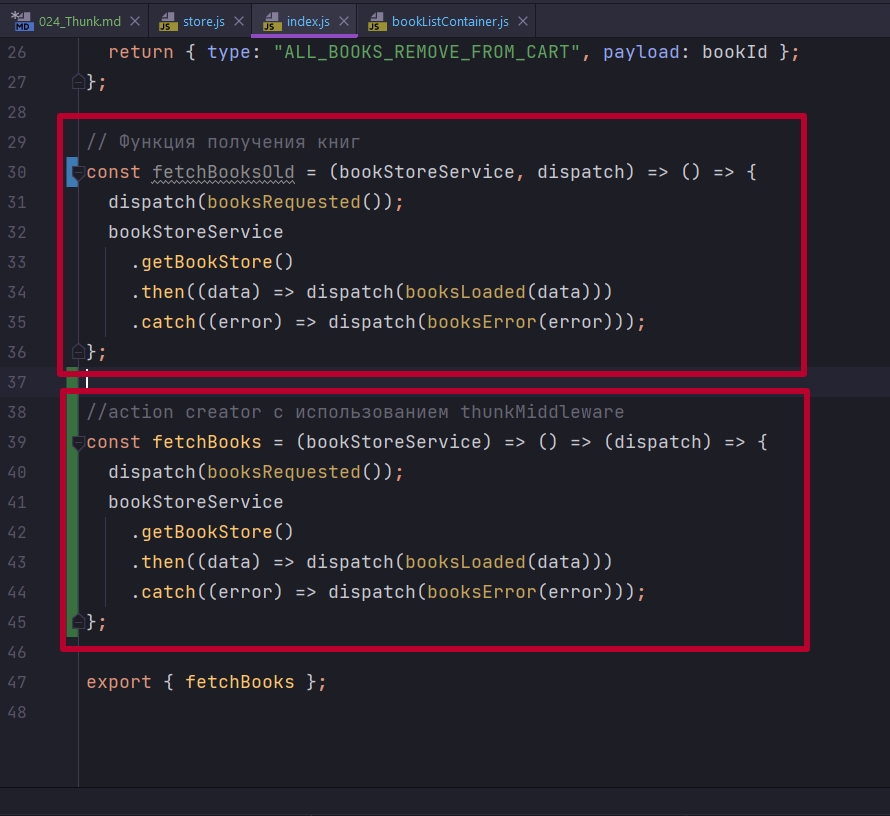 024_Thunk.md store.js index.js bookListContainer.js
26 return { type: "ALL_BOOKS_REMOVE_FROM_CART", payload: bookId };
27 };
28
29 // Функция получения книг
30 const fetchBooksOld = (bookStoreService, dispatch) => () => {
31 dispatch(booksRequested());
32 bookStoreService
33 .getBookStore()
34 .then((data) => dispatch(booksLoaded(data)))
35 .catch((error) => dispatch(booksError(error)));
36 };
37
38 //action creator с использованием thunkMiddleware
39 const fetchBooks = (bookStoreService) => () => (dispatch) => {
40 dispatch(booksRequested());
41 bookStoreService
42 .getBookStore()
43 .then((data) => dispatch(booksLoaded(data)))
44 .catch((error) => dispatch(booksError(error)));
45 };
46
47 export { fetchBooks };
48